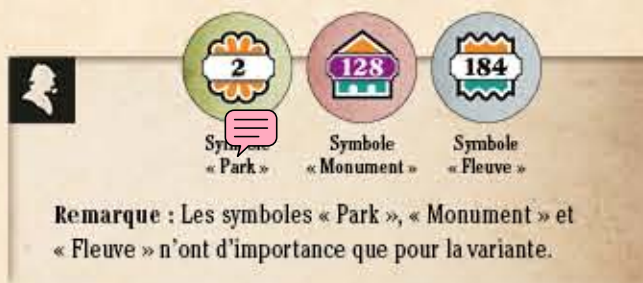 2 128 184
Symbole Symbole
« Park » « Monument » « Fleuve »
Remarque : Les symboles « Park », « Monument » et
« Fleuve » n'ont d'importance que pour la variante.